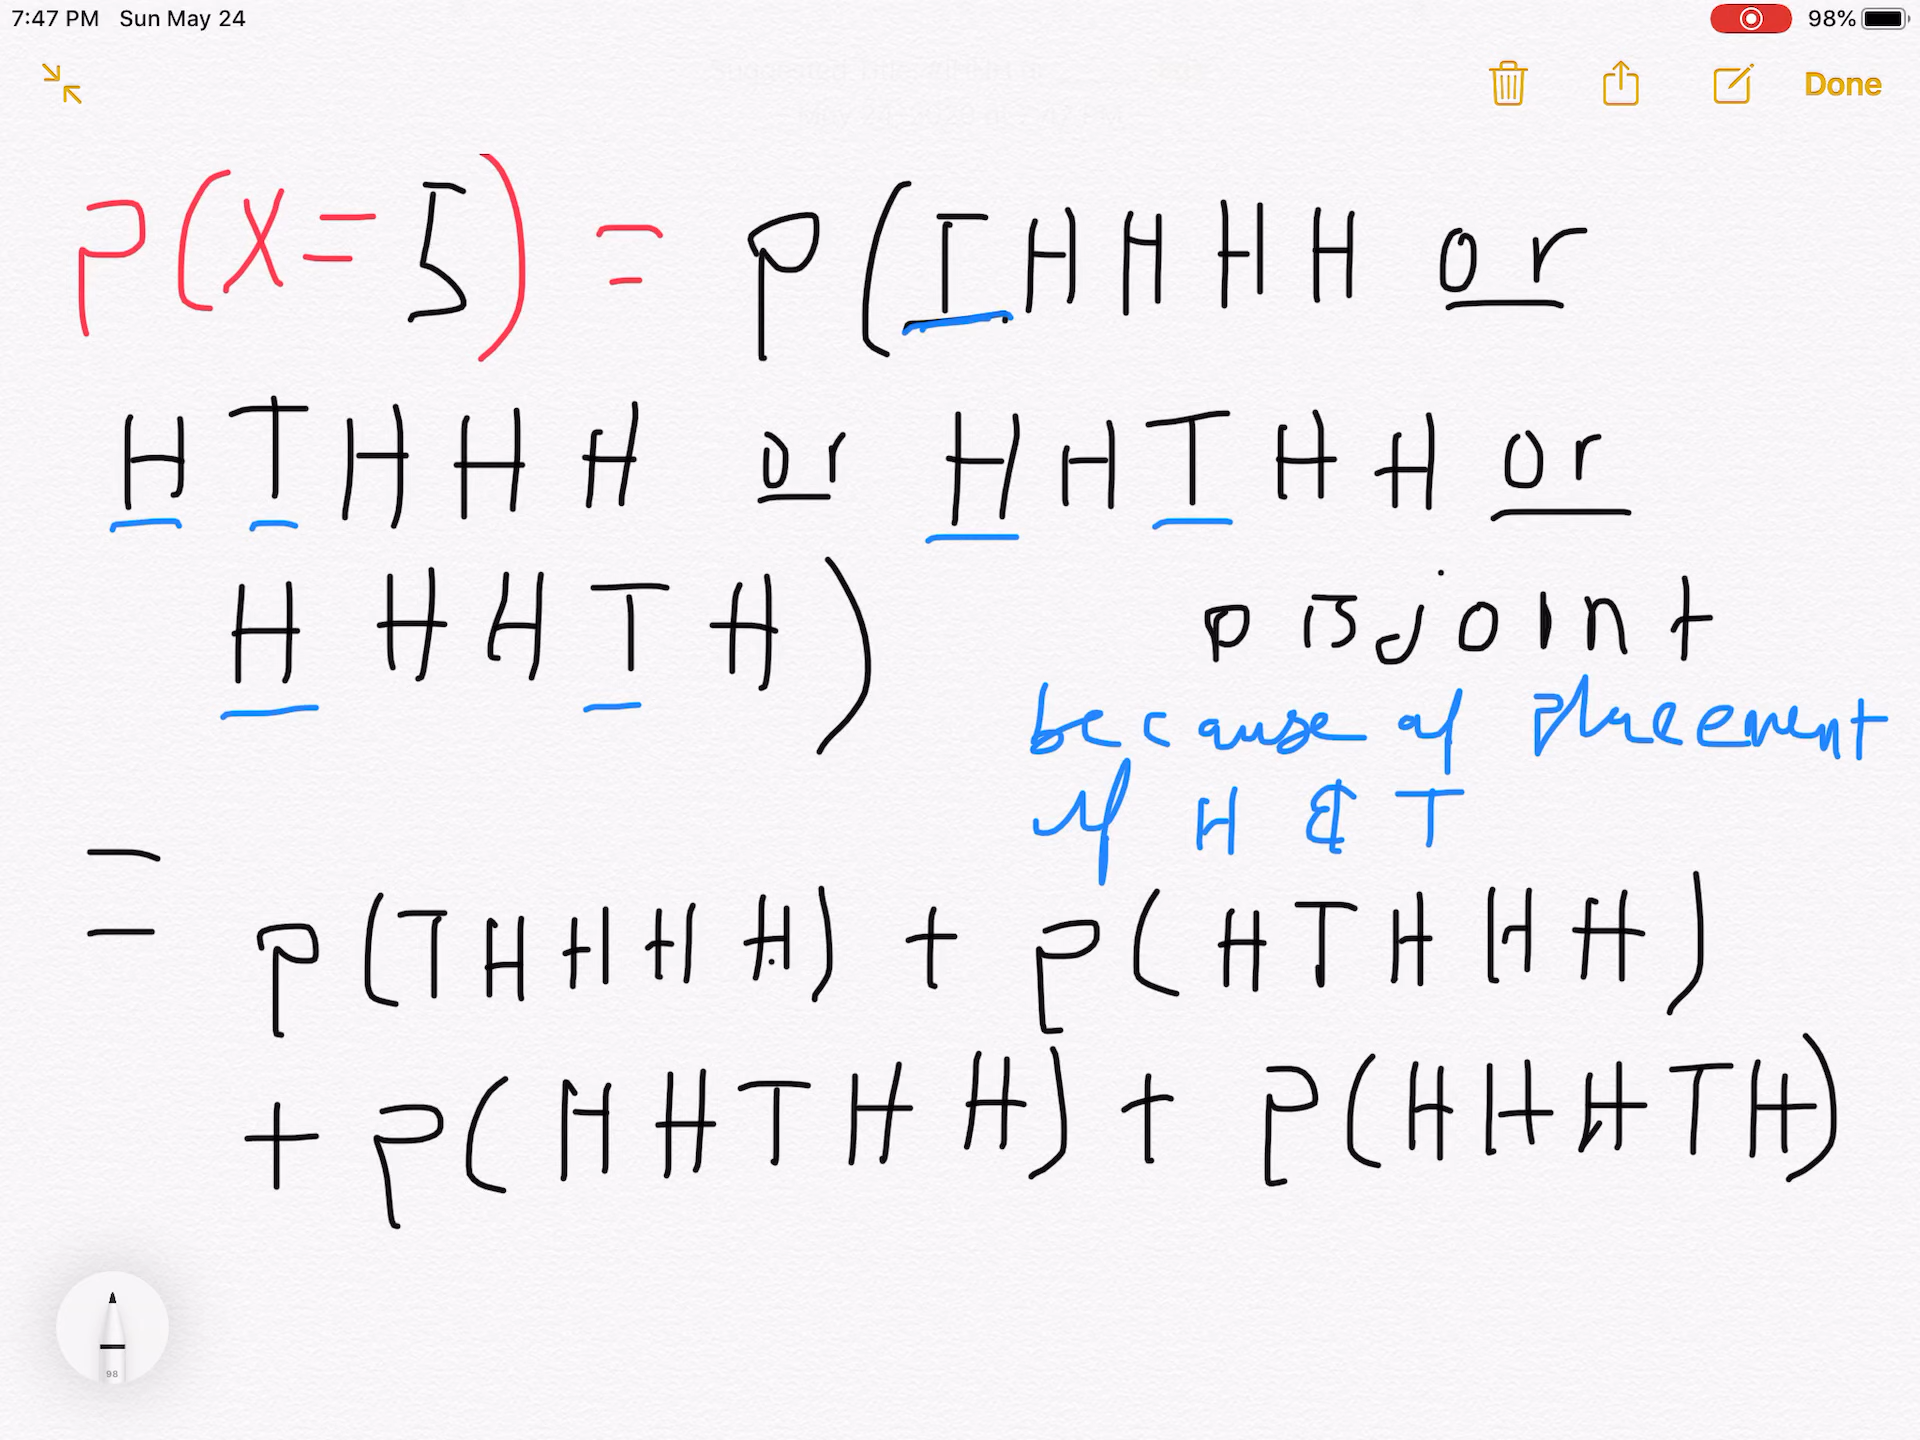 7:47 PM Sun May 24 98%
Done
P(X=5) = P(THHHH or
HTHHH or HHTHH or
HHHTH) Disjoint
because of placement
of H & T
= P(THHHH) + P(HTHHH)
+ P(HHTHH) + P(HHHTH)
98